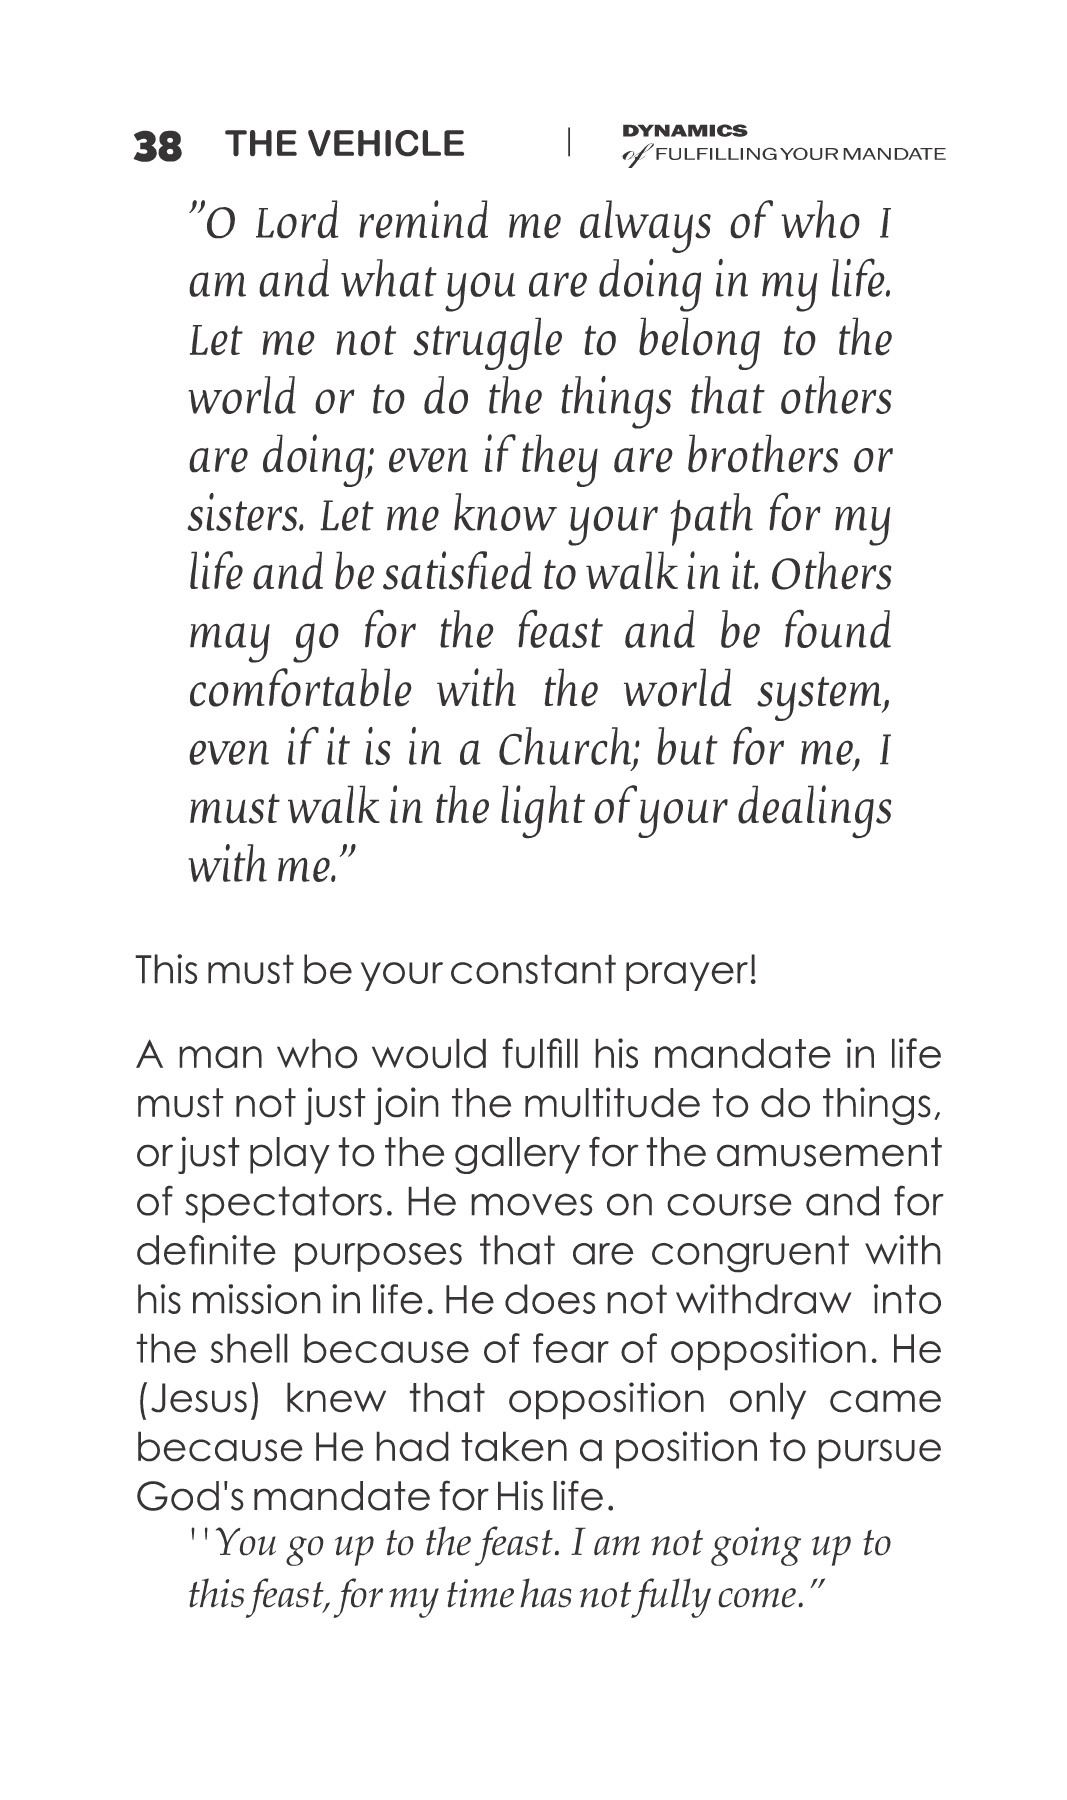 38 THE VEHICLE | DYNAMICS
of FULFILLING YOUR MANDATE
"O Lord remind me always of who I
am and what you are doing in my life.
Let me not struggle to belong to the
world or to do the things that others
are doing; even if they are brothers or
sisters. Let me know your path for my
life and be satisfied to walk in it. Others
may go for the feast and be found
comfortable with the world system,
even if it is in a Church; but for me, I
must walk in the light of your dealings
with me."
This must be your constant prayer!
A man who would fulfill his mandate in life
must not just join the multitude to do things,
or just play to the gallery for the amusement
of spectators. He moves on course and for
definite purposes that are congruent with
his mission in life. He does not withdraw into
the shell because of fear of opposition. He
(Jesus) knew that opposition only came
because He had taken a position to pursue
God's mandate for His life.
''You go up to the feast. I am not going up to
this feast, for my time has not fully come."